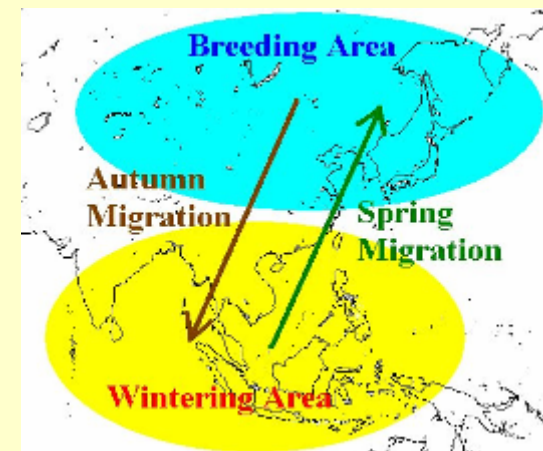 Breeding Area
Autumn
Migration
Spring
Migration
Wintering Area